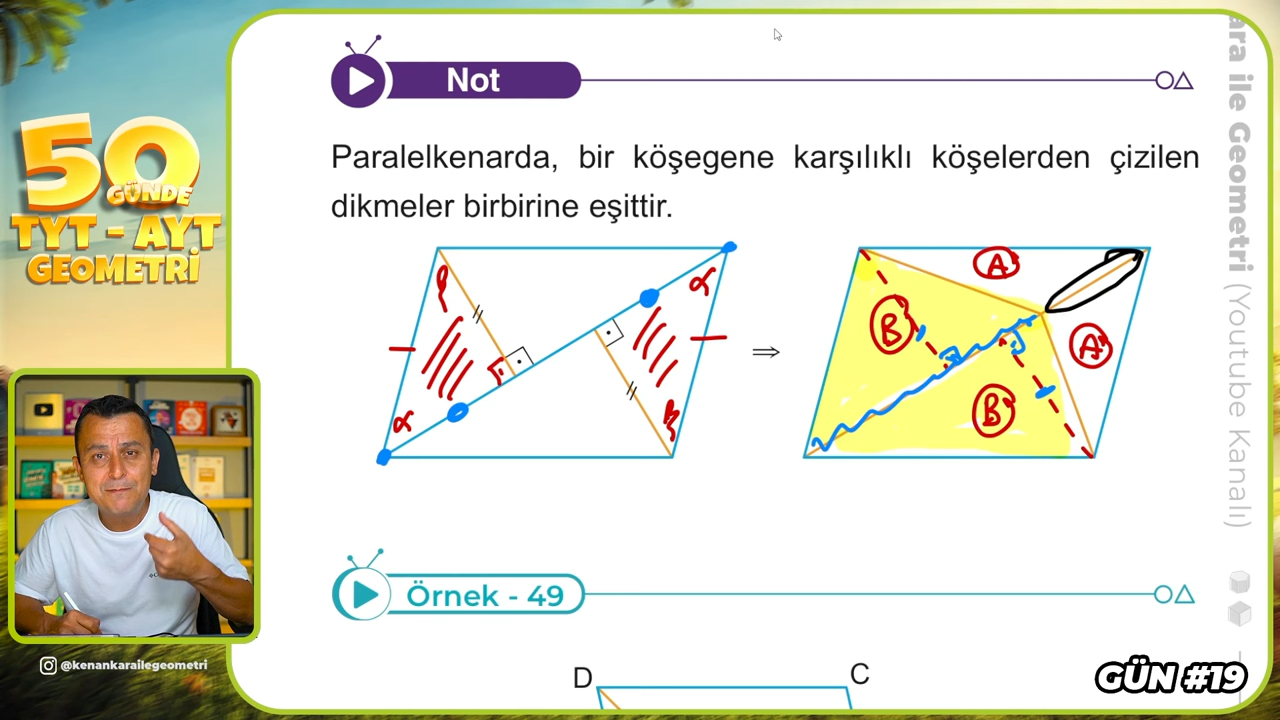 50
GÜNDE
TYT - AYT
GEOMETRİ
Not
Paralelkenarda, bir köşegene karşılıklı köşelerden çizilen
dikmeler birbirine eşittir.
α
α
β
⇒
A
A
B
B
Örnek - 49
D
C
ara ile Geometri (Youtube Kanalı)
@kenankarailegeometri
GÜN #19